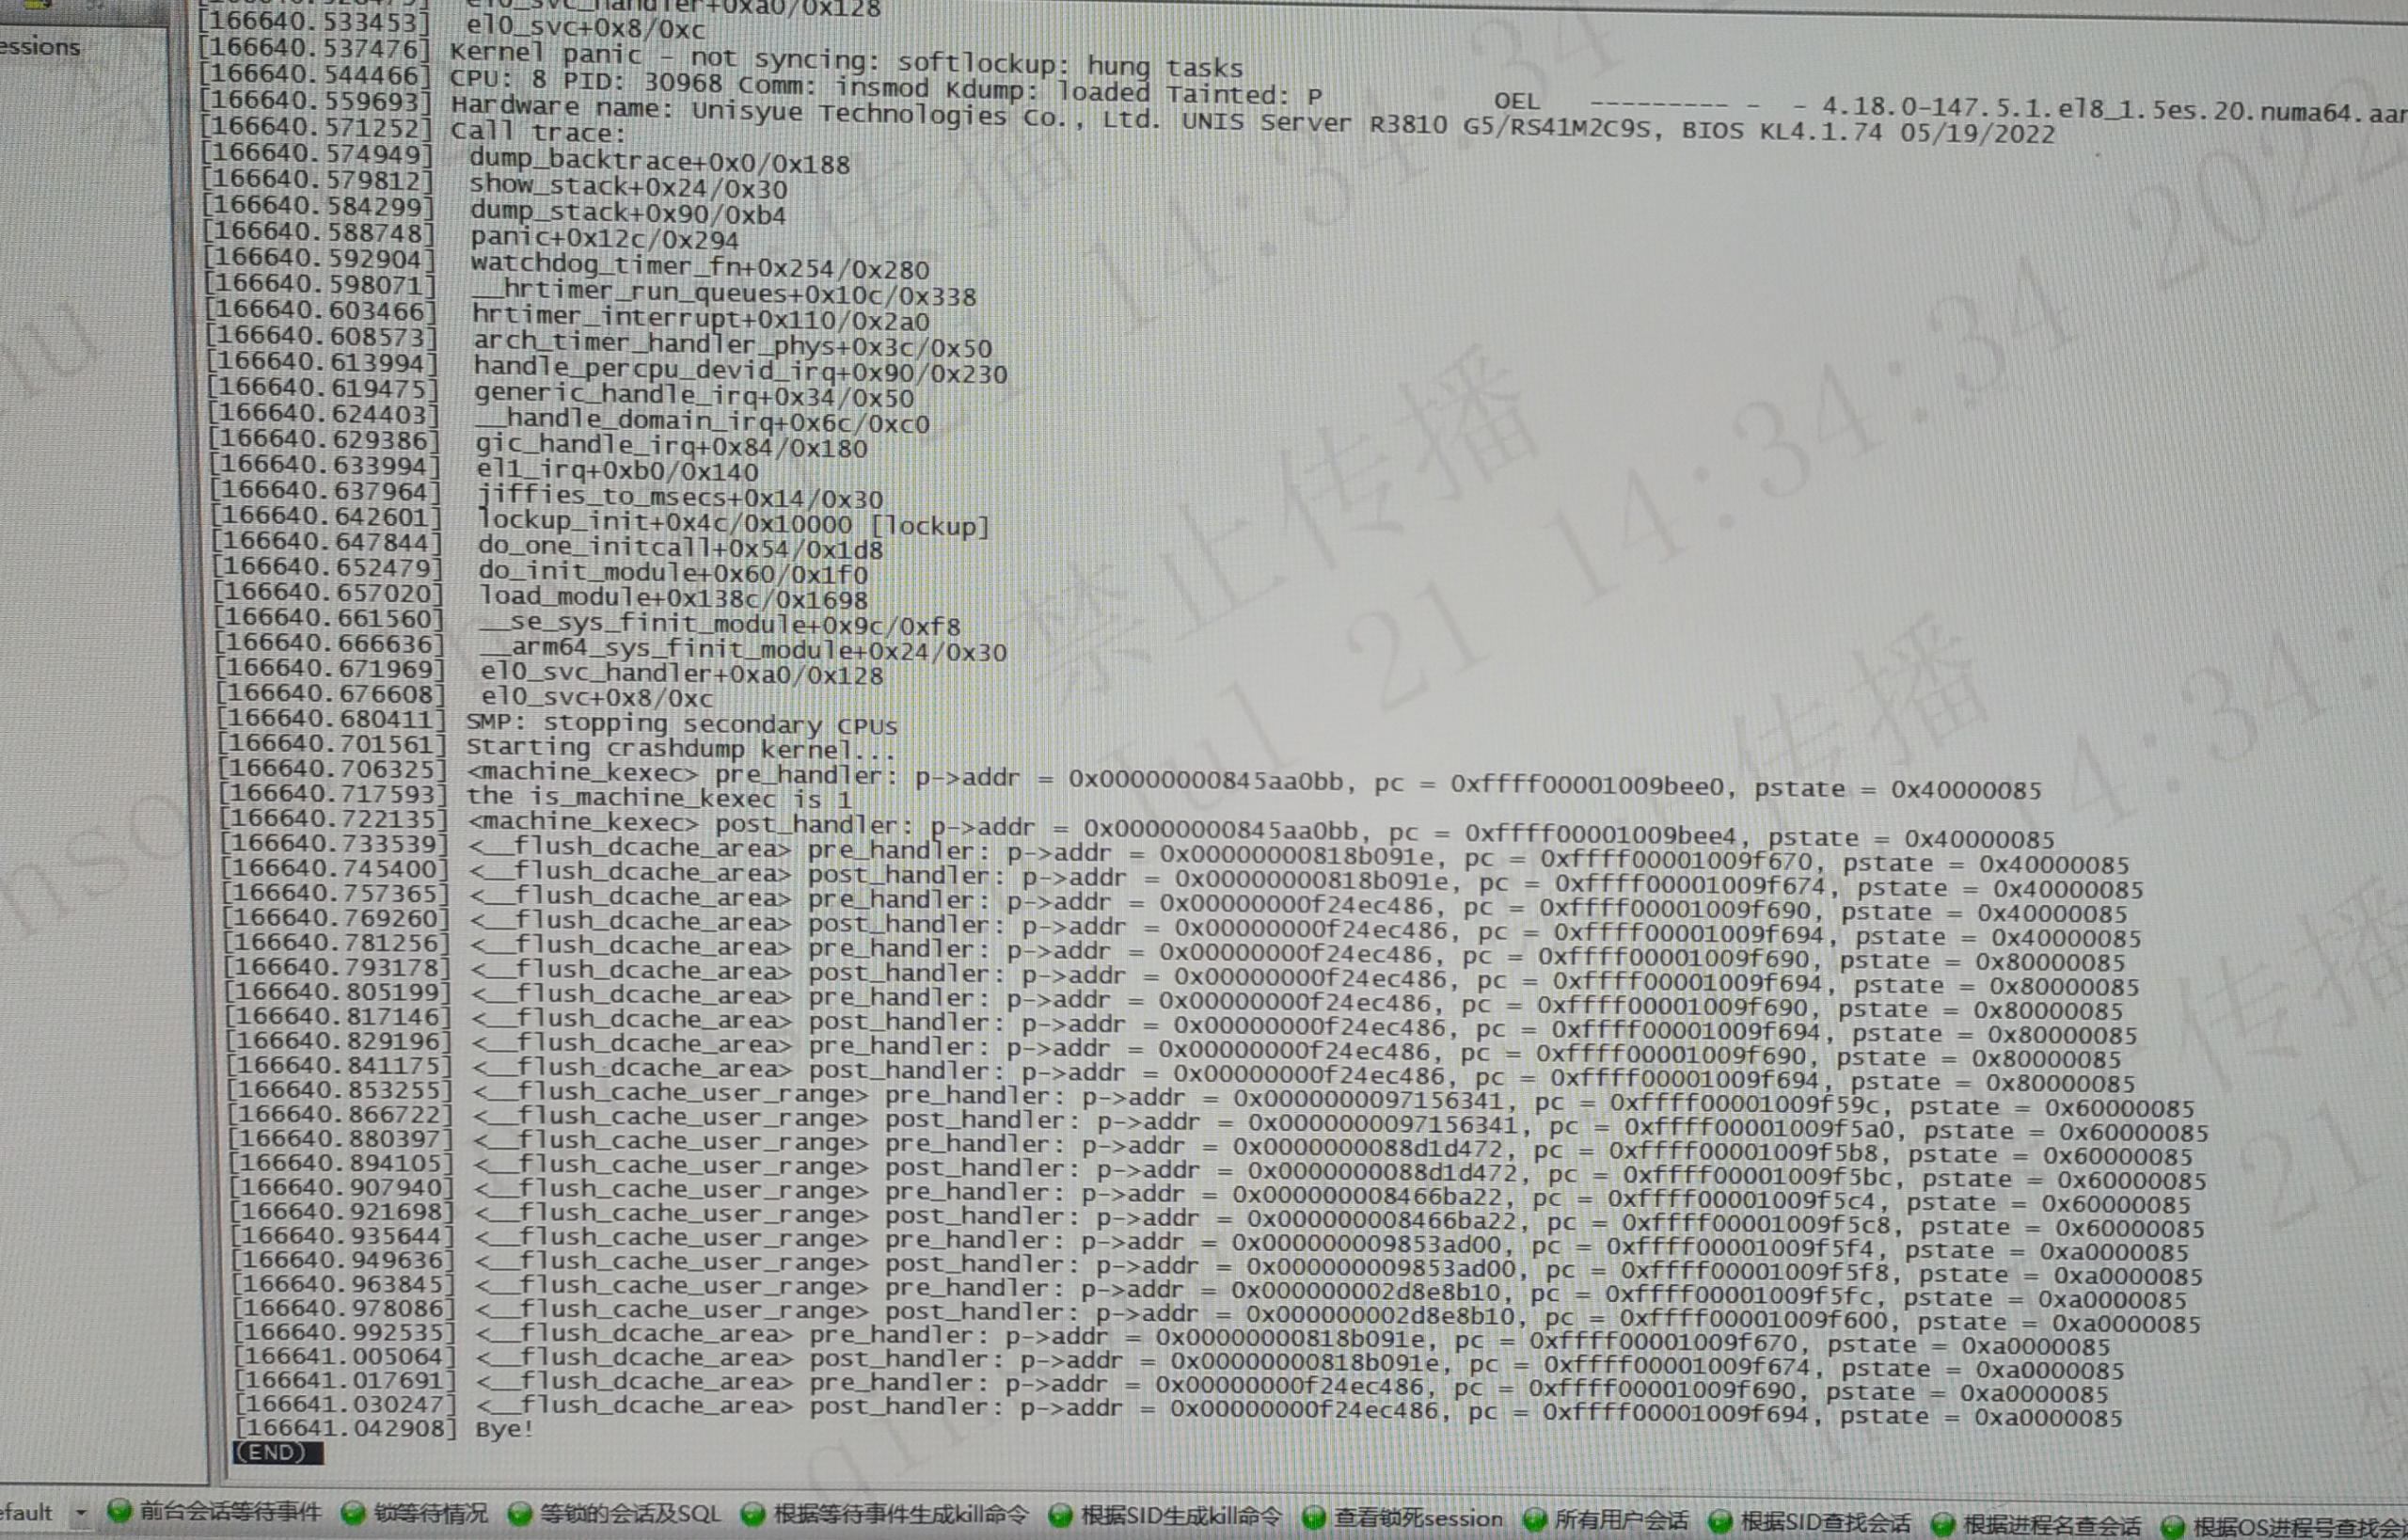 el0_svc_handler+0xa0/0x128
essions
[166640.533453]  el0_svc+0x8/0xc
[166640.537476] Kernel panic - not syncing: softlockup: hung tasks
[166640.544466] CPU: 8 PID: 30968 Comm: insmod Kdump: loaded Tainted: P           OEL    --------- -  - 4.18.0-147.5.1.el8_1.5es.20.numa64.aar
[166640.559693] Hardware name: Unisyue Technologies Co., Ltd. UNIS Server R3810 G5/RS41M2C9S, BIOS KL4.1.74 05/19/2022
[166640.571252] Call trace:
[166640.574949]  dump_backtrace+0x0/0x188
[166640.579812]  show_stack+0x24/0x30
[166640.584299]  dump_stack+0x90/0xb4
[166640.588748]  panic+0x12c/0x294
[166640.592904]  watchdog_timer_fn+0x254/0x280
[166640.598071]  __hrtimer_run_queues+0x10c/0x338
[166640.603466]  hrtimer_interrupt+0x110/0x2a0
[166640.608573]  arch_timer_handler_phys+0x3c/0x50
[166640.613994]  handle_percpu_devid_irq+0x90/0x230
[166640.619475]  generic_handle_irq+0x34/0x50
[166640.624403]  __handle_domain_irq+0x6c/0xc0
[166640.629386]  gic_handle_irq+0x84/0x180
[166640.633994]  el1_irq+0xb0/0x140
[166640.637964]  jiffies_to_msecs+0x14/0x30
[166640.642601]  lockup_init+0x4c/0x10000 [lockup]
[166640.647844]  do_one_initcall+0x54/0x1d8
[166640.652479]  do_init_module+0x60/0x1f0
[166640.657020]  load_module+0x138c/0x1698
[166640.661560]  __se_sys_finit_module+0x9c/0xf8
[166640.666636]  __arm64_sys_finit_module+0x24/0x30
[166640.671969]  el0_svc_handler+0xa0/0x128
[166640.676608]  el0_svc+0x8/0xc
[166640.680411] SMP: stopping secondary CPUs
[166640.701561] Starting crashdump kernel...
[166640.706325] <machine_kexec> pre_handler: p->addr = 0x00000000845aa0bb, pc = 0xffff00001009bee0, pstate = 0x40000085
[166640.717593] the is_machine_kexec is 1
[166640.722135] <machine_kexec> post_handler: p->addr = 0x00000000845aa0bb, pc = 0xffff00001009bee4, pstate = 0x40000085
[166640.733539] <__flush_dcache_area> pre_handler: p->addr = 0x00000000818b091e, pc = 0xffff00001009f670, pstate = 0x40000085
[166640.745400] <__flush_dcache_area> post_handler: p->addr = 0x00000000818b091e, pc = 0xffff00001009f674, pstate = 0x40000085
[166640.757365] <__flush_dcache_area> pre_handler: p->addr = 0x00000000f24ec486, pc = 0xffff00001009f690, pstate = 0x40000085
[166640.769260] <__flush_dcache_area> post_handler: p->addr = 0x00000000f24ec486, pc = 0xffff00001009f694, pstate = 0x40000085
[166640.781256] <__flush_dcache_area> pre_handler: p->addr = 0x00000000f24ec486, pc = 0xffff00001009f690, pstate = 0x80000085
[166640.793178] <__flush_dcache_area> post_handler: p->addr = 0x00000000f24ec486, pc = 0xffff00001009f694, pstate = 0x80000085
[166640.805199] <__flush_dcache_area> pre_handler: p->addr = 0x00000000f24ec486, pc = 0xffff00001009f690, pstate = 0x80000085
[166640.817146] <__flush_dcache_area> post_handler: p->addr = 0x00000000f24ec486, pc = 0xffff00001009f694, pstate = 0x80000085
[166640.829196] <__flush_dcache_area> pre_handler: p->addr = 0x00000000f24ec486, pc = 0xffff00001009f690, pstate = 0x80000085
[166640.841175] <__flush_dcache_area> post_handler: p->addr = 0x00000000f24ec486, pc = 0xffff00001009f694, pstate = 0x80000085
[166640.853255] <__flush_cache_user_range> pre_handler: p->addr = 0x0000000097156341, pc = 0xffff00001009f59c, pstate = 0x60000085
[166640.866722] <__flush_cache_user_range> post_handler: p->addr = 0x0000000097156341, pc = 0xffff00001009f5a0, pstate = 0x60000085
[166640.880397] <__flush_cache_user_range> pre_handler: p->addr = 0x0000000088d1d472, pc = 0xffff00001009f5b8, pstate = 0x60000085
[166640.894105] <__flush_cache_user_range> post_handler: p->addr = 0x0000000088d1d472, pc = 0xffff00001009f5bc, pstate = 0x60000085
[166640.907940] <__flush_cache_user_range> pre_handler: p->addr = 0x000000008466ba22, pc = 0xffff00001009f5c4, pstate = 0x60000085
[166640.921698] <__flush_cache_user_range> post_handler: p->addr = 0x000000008466ba22, pc = 0xffff00001009f5c8, pstate = 0x60000085
[166640.935644] <__flush_cache_user_range> pre_handler: p->addr = 0x000000009853ad00, pc = 0xffff00001009f5f4, pstate = 0xa0000085
[166640.949636] <__flush_cache_user_range> post_handler: p->addr = 0x000000009853ad00, pc = 0xffff00001009f5f8, pstate = 0xa0000085
[166640.963845] <__flush_cache_user_range> pre_handler: p->addr = 0x000000002d8e8b10, pc = 0xffff00001009f5fc, pstate = 0xa0000085
[166640.978086] <__flush_cache_user_range> post_handler: p->addr = 0x000000002d8e8b10, pc = 0xffff00001009f600, pstate = 0xa0000085
[166640.992535] <__flush_dcache_area> pre_handler: p->addr = 0x00000000818b091e, pc = 0xffff00001009f670, pstate = 0xa0000085
[166641.005064] <__flush_dcache_area> post_handler: p->addr = 0x00000000818b091e, pc = 0xffff00001009f674, pstate = 0xa0000085
[166641.017691] <__flush_dcache_area> pre_handler: p->addr = 0x00000000f24ec486, pc = 0xffff00001009f690, pstate = 0xa0000085
[166641.030247] <__flush_dcache_area> post_handler: p->addr = 0x00000000f24ec486, pc = 0xffff00001009f694, pstate = 0xa0000085
[166641.042908] Bye!
(END)
efault 前台会话等待事件 锁等待情况 等锁的会话及SQL 根据等待事件生成kill命令 根据SID生成kill命令 查看锁死session 所有用户会话 根据SID查找会话 根据进程名查会话 根据OS进程号查找会
禁止传播
Jul 21 14:34:34 2022